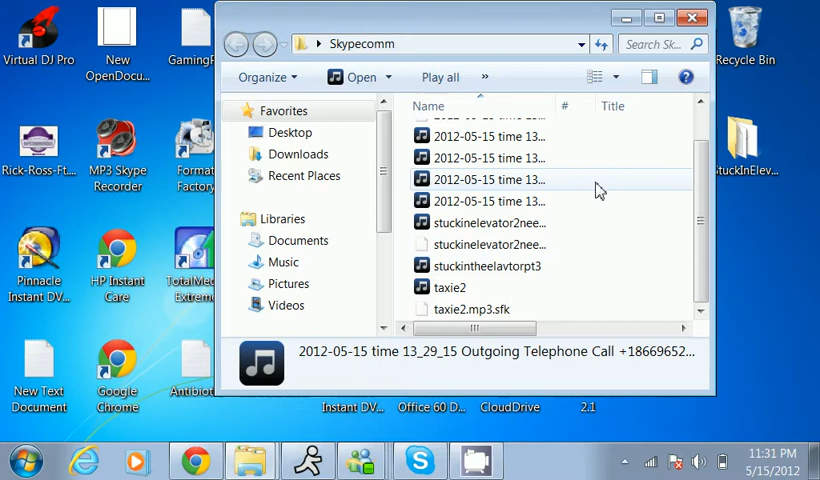 Skypecomm
Search Sk...
Organize
Open
Play all
»
Favorites
Desktop
Downloads
Recent Places
Libraries
Documents
Music
Pictures
Videos
Name
#
Title
2012-05-15 time 13...
2012-05-15 time 13...
2012-05-15 time 13...
2012-05-15 time 13...
stuckinelevator2nee...
stuckinelevator2nee...
stuckintheelavtorpt3
taxie2
taxie2.mp3.sfk
2012-05-15 time 13_29_15 Outgoing Telephone Call +18669652...
Virtual DJ Pro
New
OpenDocu...
Recycle Bin
Rick-Ross-Ft...
MP3 Skype
Recorder
Format
Factory
StuckInElev...
Pinnacle
Instant DV...
HP Instant
Care
TotalMed
Extreme
New Text
Document
Google
Chrome
Antibiot
Instant DV...
Office 60 D...
CloudDrive
2.1
11:31 PM
5/15/2012